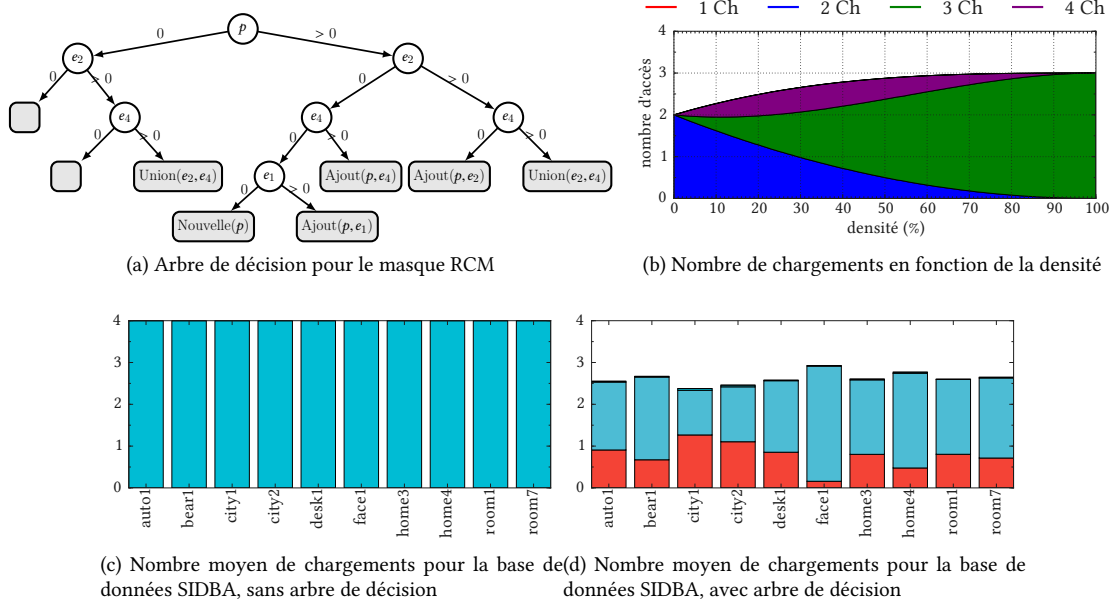 p
0
> 0
e2
e2
0
> 0
0
> 0
e4
e4
e4
0
> 0
0
> 0
0
> 0
Union(e2, e4)
e1
Ajout(p, e4)
Ajout(p, e2)
Union(e2, e4)
0
> 0
Nouvelle(p)
Ajout(p, e1)
(a) Arbre de décision pour le masque RCM
1 Ch 2 Ch 3 Ch 4 Ch
nombre d'accès
4
3
2
1
0
0 10 20 30 40 50 60 70 80 90 100
densité (%)
(b) Nombre de chargements en fonction de la densité
4
3
2
1
0
auto1 bear1 city1 city2 desk1 face1 home3 home4 room1 room7
(c) Nombre moyen de chargements pour la base de
données SIDBA, sans arbre de décision
4
3
2
1
0
auto1 bear1 city1 city2 desk1 face1 home3 home4 room1 room7
(d) Nombre moyen de chargements pour la base de
données SIDBA, avec arbre de décision